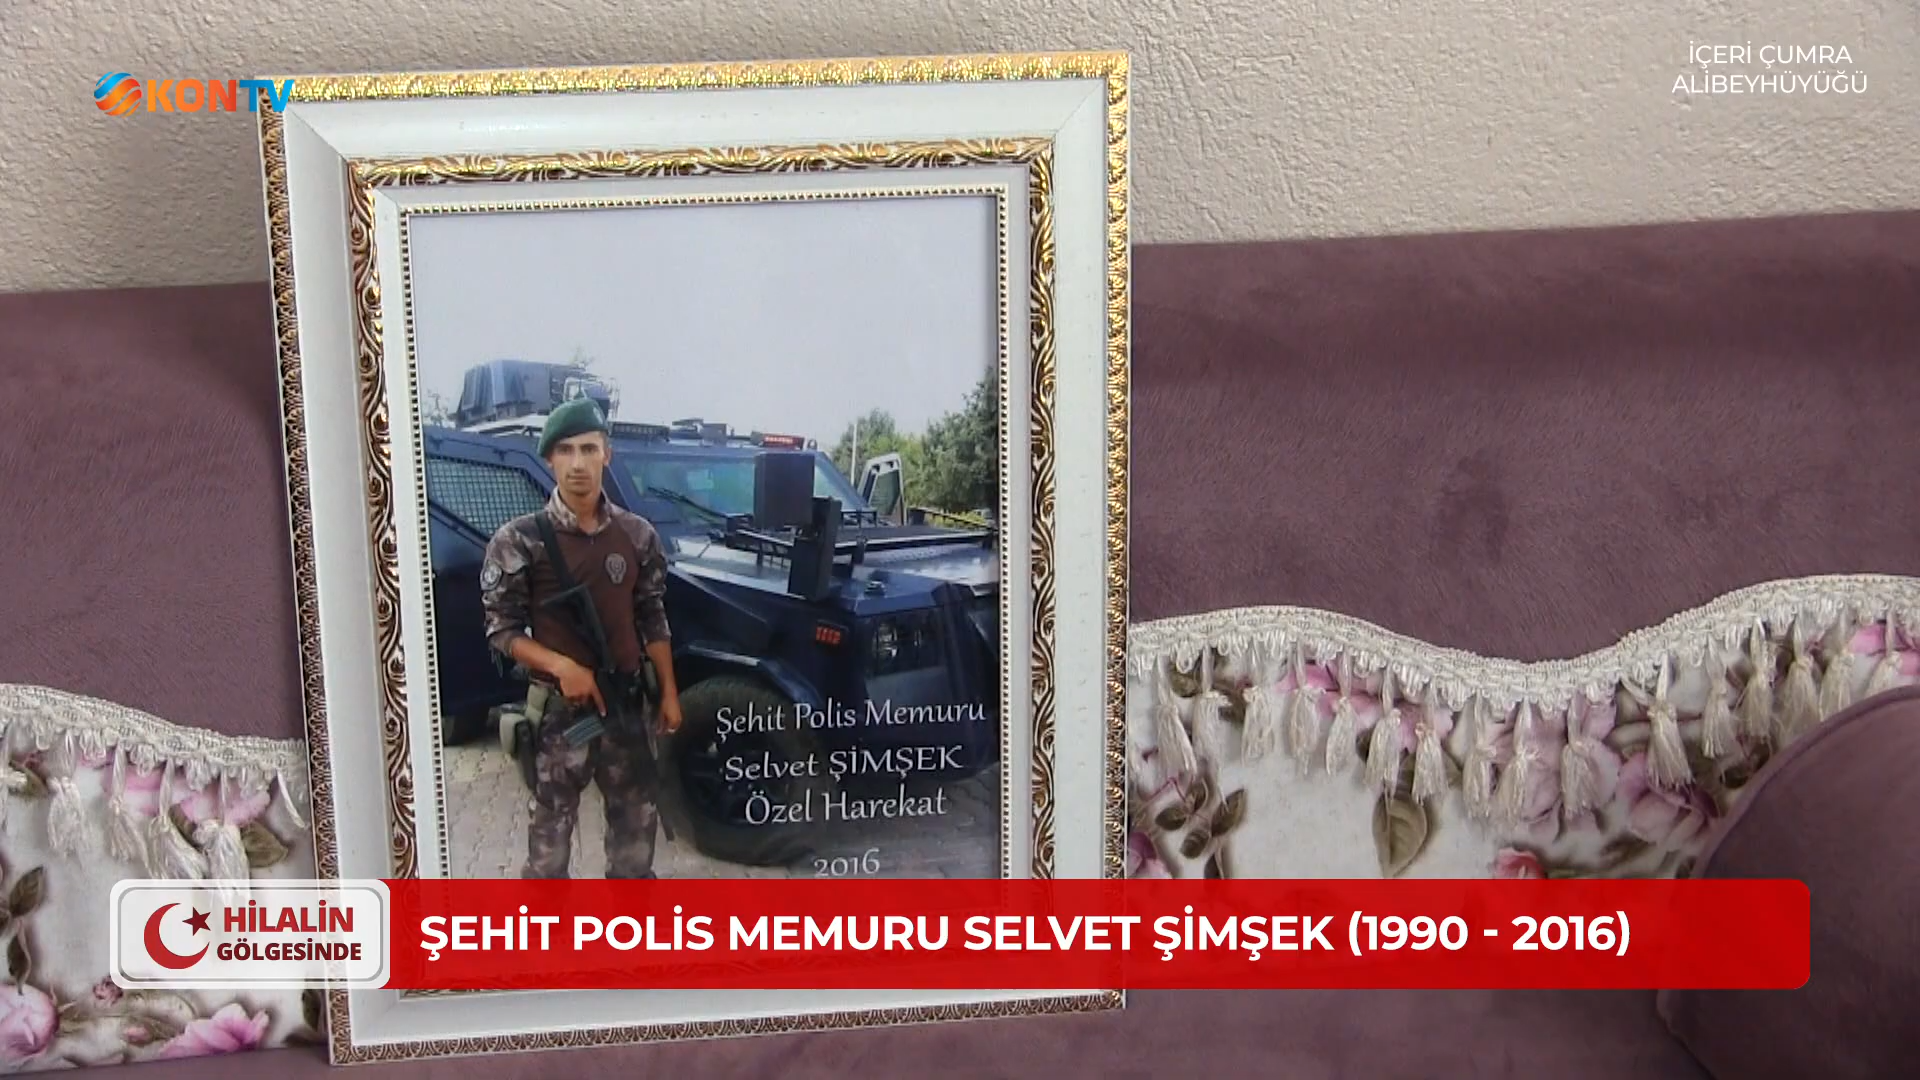 KONTV
İÇERİ ÇUMRA
ALİBEYHÜYÜĞÜ
Şehit Polis Memuru
Selvet ŞİMŞEK
Özel Harekat
2016
HİLALİN
GÖLGESİNDE
ŞEHİT POLİS MEMURU SELVET ŞİMŞEK (1990 - 2016)